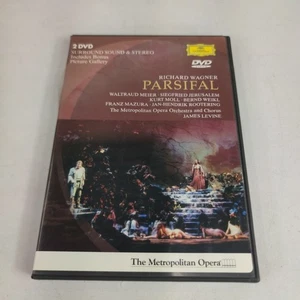 2 DVD
SURROUND SOUND & STEREO
Includes Bonus
Picture Gallery
DVD
RICHARD WAGNER
PARSIFAL
WALTRAUD MEIER · SIEGFRIED JERUSALEM
KURT MOLL · BERND WEIKL
FRANZ MAZURA · JAN-HENDRIK ROOTERING
The Metropolitan Opera Orchestra and Chorus
JAMES LEVINE
The Metropolitan Opera